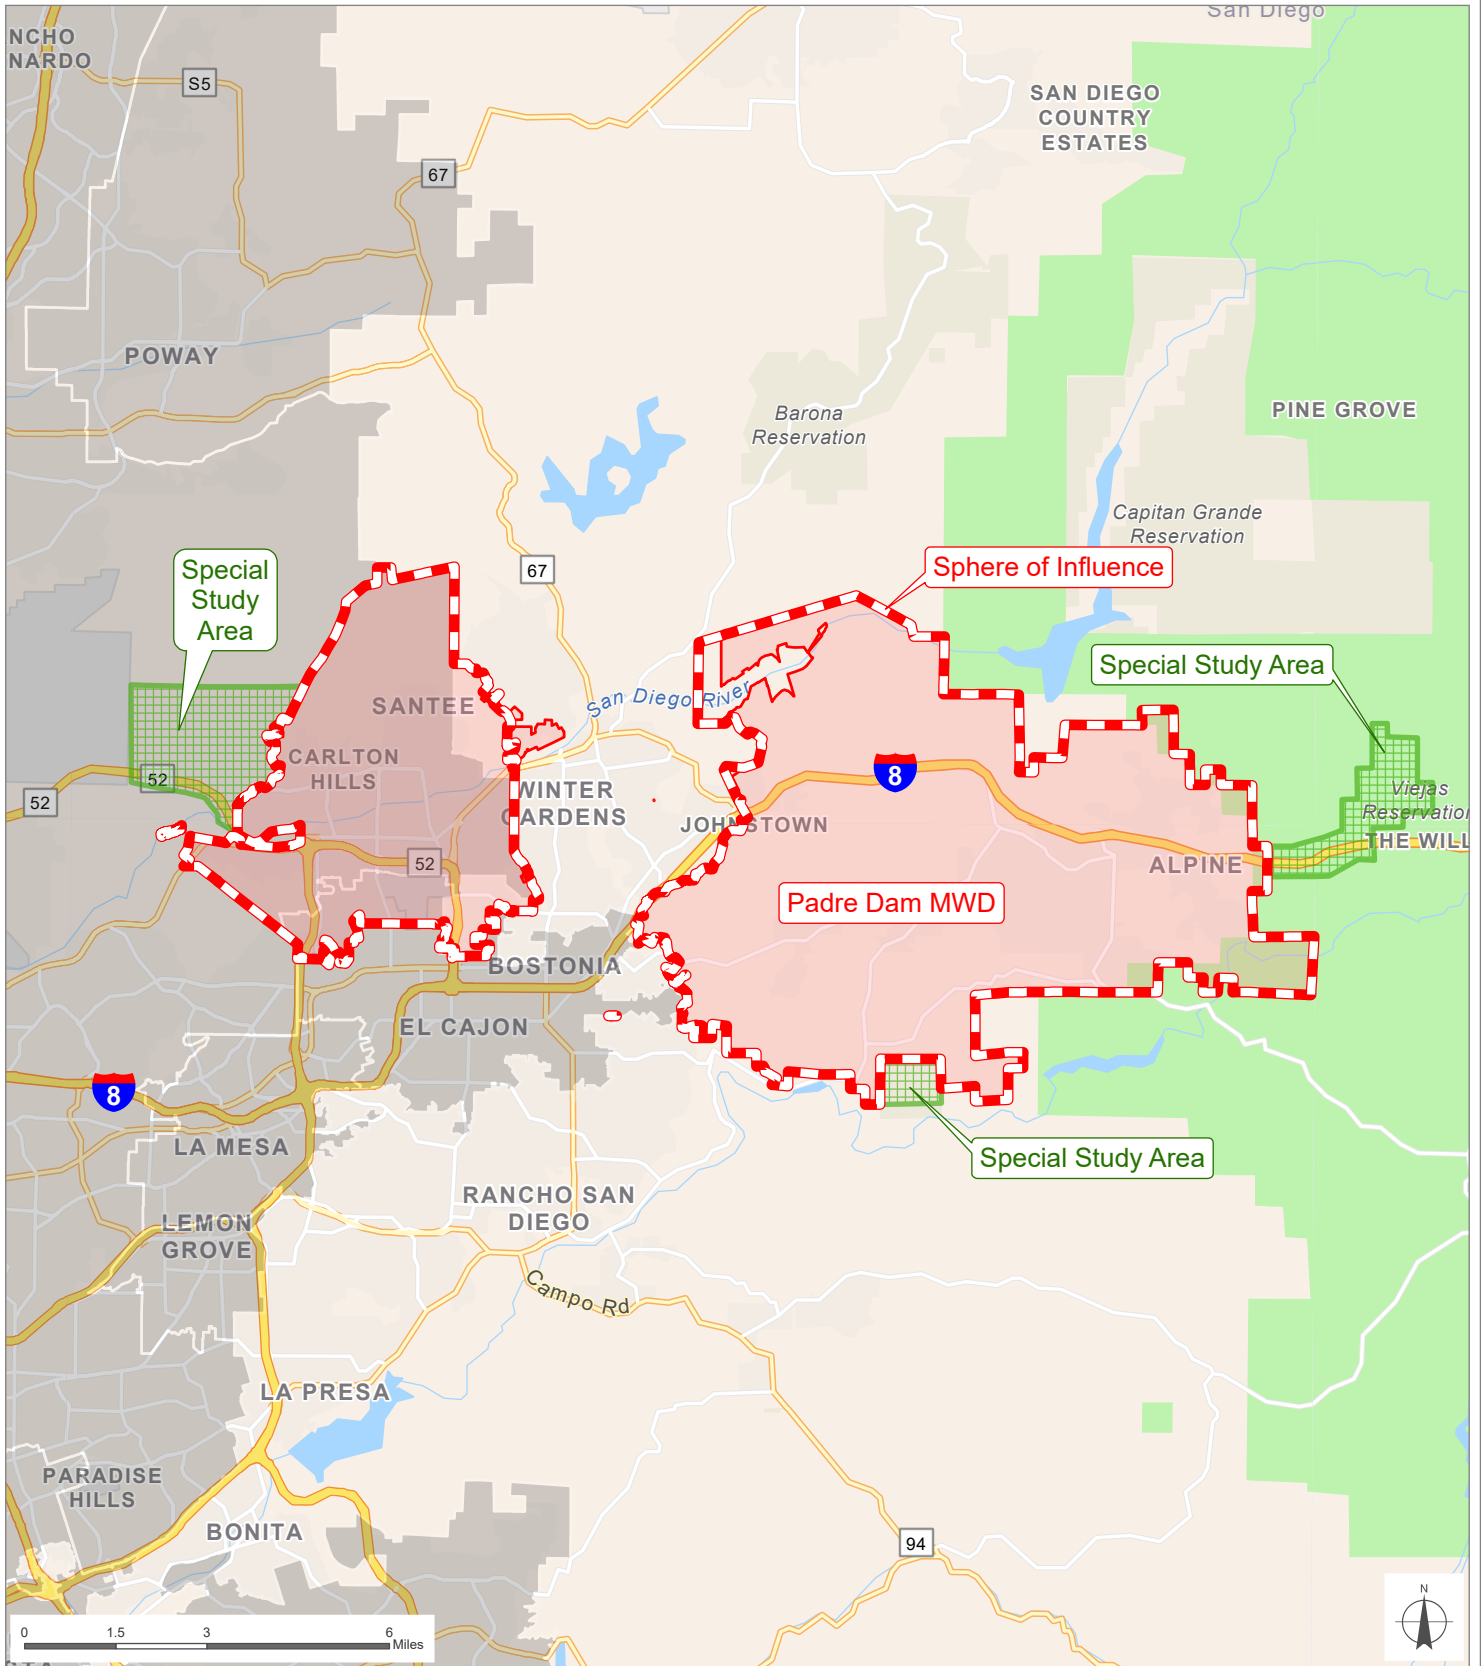 San Diego
NCHO
NARDO
S5
SAN DIEGO
COUNTRY
ESTATES
67
POWAY
Barona
Reservation
PINE GROVE
Capitan Grande
Reservation
Special
Study
Area
67
Sphere of Influence
Special Study Area
SANTEE
San Diego River
CARLTON
HILLS
52
52
8
WINTER
GARDENS
Viejas
Reservation
JOHNSTOWN
THE WILL
52
ALPINE
Padre Dam MWD
BOSTONIA
EL CAJON
8
LA MESA
Special Study Area
RANCHO SAN
DIEGO
LEMON
GROVE
Campo Rd
LA PRESA
PARADISE
HILLS
BONITA
94
N
0 1.5 3 6
Miles